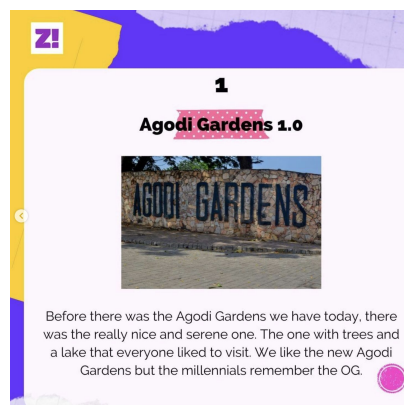 Z!
1
Agodi Gardens 1.0
AGODI GARDENS
Before there was the Agodi Gardens we have today, there
was the really nice and serene one. The one with trees and
a lake that everyone liked to visit. We like the new Agodi
Gardens but the millennials remember the OG.